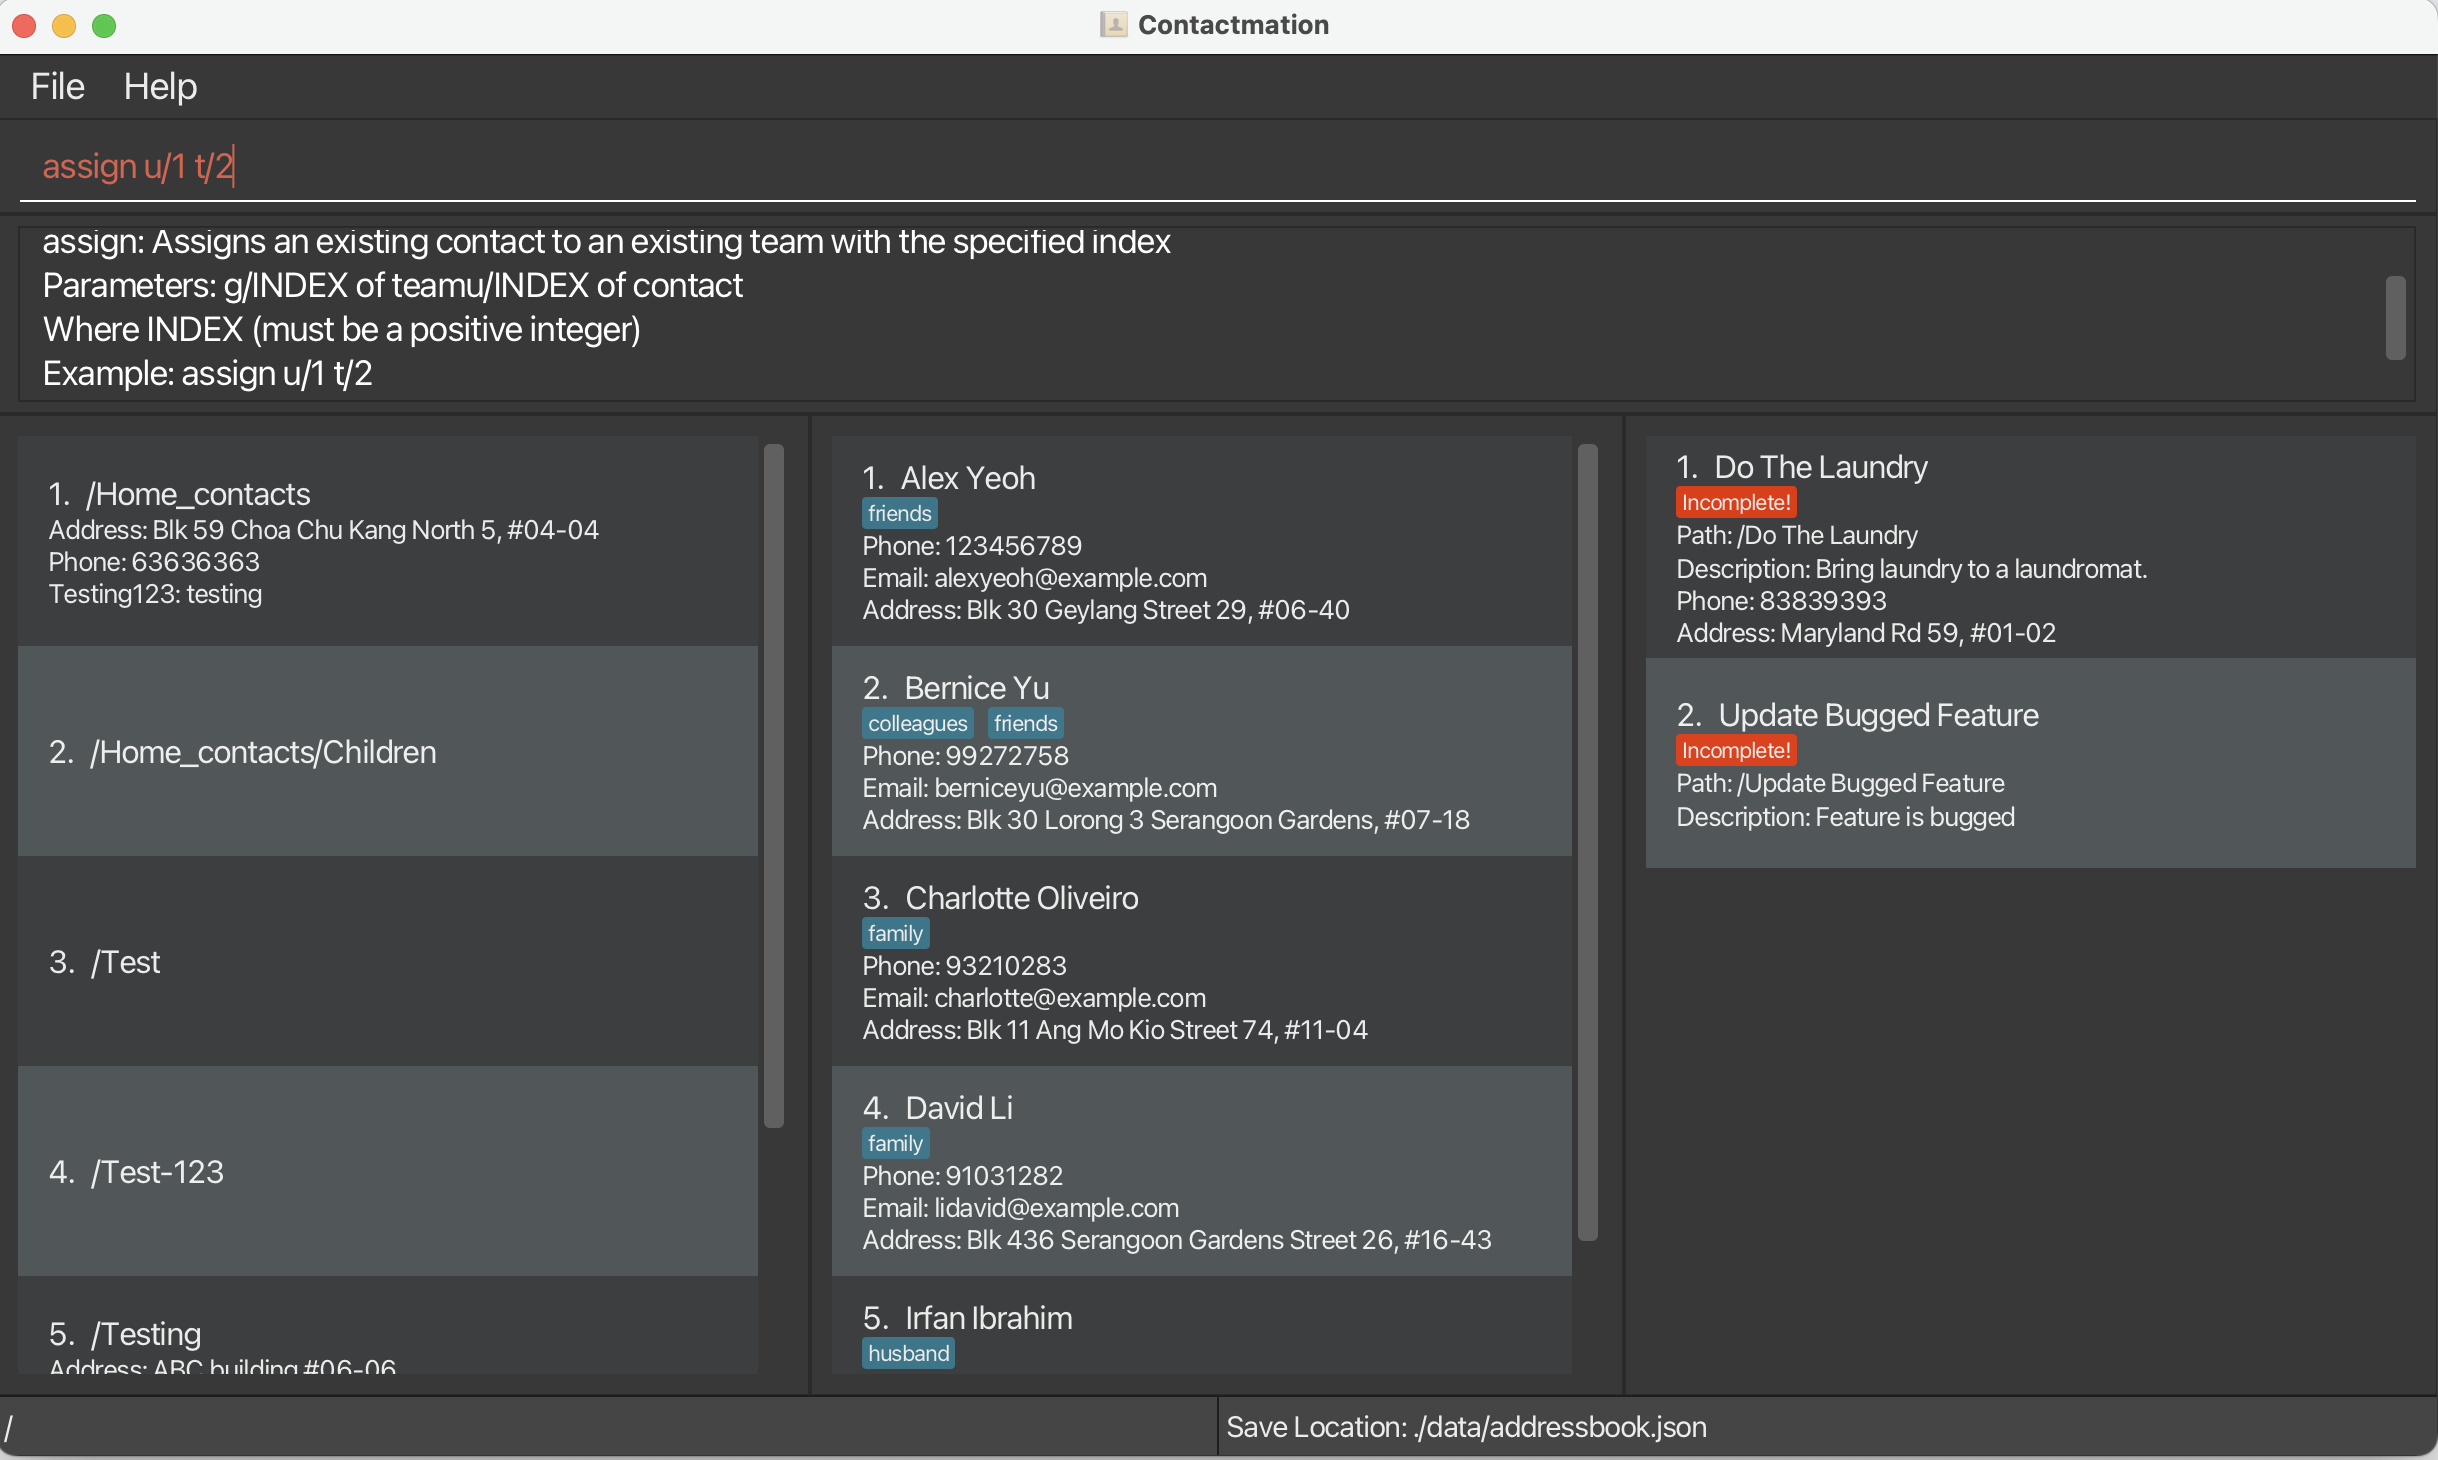 Contactmation
File Help
assign u/1 t/2
assign: Assigns an existing contact to an existing team with the specified index
Parameters: g/INDEX of teamu/INDEX of contact
Where INDEX (must be a positive integer)
Example: assign u/1 t/2
1. /Home_contacts
Address: Blk 59 Choa Chu Kang North 5, #04-04
Phone: 63636363
Testing123: testing
2. /Home_contacts/Children
3. /Test
4. /Test-123
5. /Testing
Address: ABC building #06-06
1. Alex Yeoh
friends
Phone: 123456789
Email: alexyeoh@example.com
Address: Blk 30 Geylang Street 29, #06-40
2. Bernice Yu
colleagues friends
Phone: 99272758
Email: berniceyu@example.com
Address: Blk 30 Lorong 3 Serangoon Gardens, #07-18
3. Charlotte Oliveiro
family
Phone: 93210283
Email: charlotte@example.com
Address: Blk 11 Ang Mo Kio Street 74, #11-04
4. David Li
family
Phone: 91031282
Email: lidavid@example.com
Address: Blk 436 Serangoon Gardens Street 26, #16-43
5. Irfan Ibrahim
husband
1. Do The Laundry
Incomplete!
Path: /Do The Laundry
Description: Bring laundry to a laundromat.
Phone: 83839393
Address: Maryland Rd 59, #01-02
2. Update Bugged Feature
Incomplete!
Path: /Update Bugged Feature
Description: Feature is bugged
/
Save Location: ./data/addressbook.json